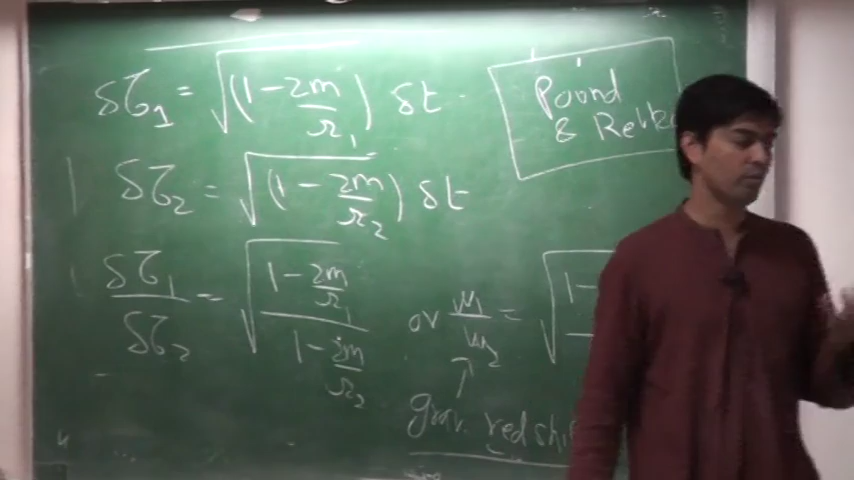 δτ₁ = √(1 - 2m/r₁) δt
Pound
& Rebka
δτ₂ = √(1 - 2m/r₂) δt
δτ₁/δτ₂ = √((1 - 2m/r₁)/(1 - 2m/r₂))
or ν₁/ν₂ = √(1 -
grav. redshi